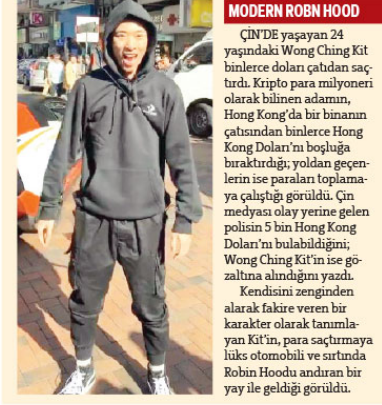 MODERN ROBN HOOD
ÇİN'DE yaşayan 24
yaşındaki Wong Ching Kit
binlerce doları çatıdan saç-
tırdı. Kripto para milyoneri
olarak bilinen adamın,
Hong Kong'da bir binanın
çatısından binlerce Hong
Kong Doları'nı boşluğa
bıraktırdığı; yoldan geçen-
lerin ise paraları toplama-
ya çalıştığı görüldü. Çin
medyası olay yerine gelen
polisin 5 bin Hong Kong
Doları'nı bulabildiğini;
Wong Ching Kit'in ise gö-
zaltına alındığını yazdı.
Kendisini zenginden
alarak fakire veren bir
karakter olarak tanımla-
yan Kit'in, para saçtırmaya
lüks otomobili ve sırtında
Robin Hoodu andıran bir
yay ile geldiği görüldü.